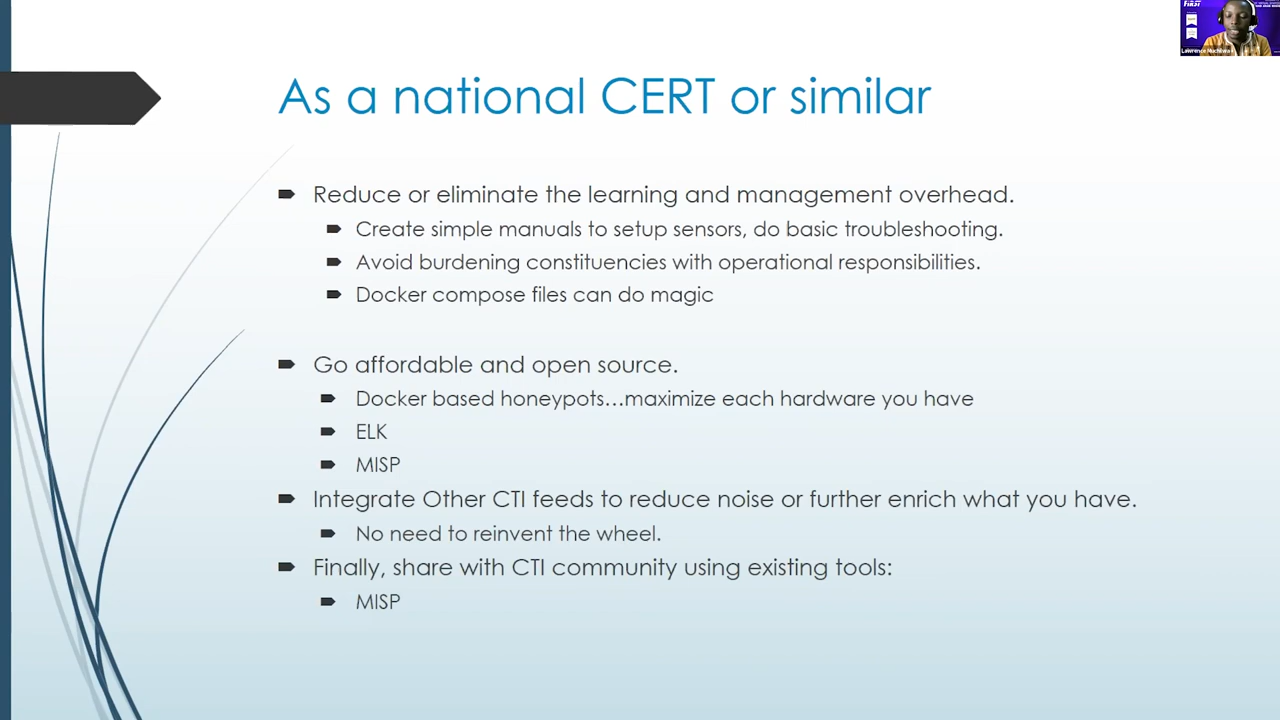 FIRST
As a national CERT or similar
Reduce or eliminate the learning and management overhead.
Create simple manuals to setup sensors, do basic troubleshooting.
Avoid burdening constituencies with operational responsibilities.
Docker compose files can do magic
Go affordable and open source.
Docker based honeypots...maximize each hardware you have
ELK
MISP
Integrate Other CTI feeds to reduce noise or further enrich what you have.
No need to reinvent the wheel.
Finally, share with CTI community using existing tools:
MISP